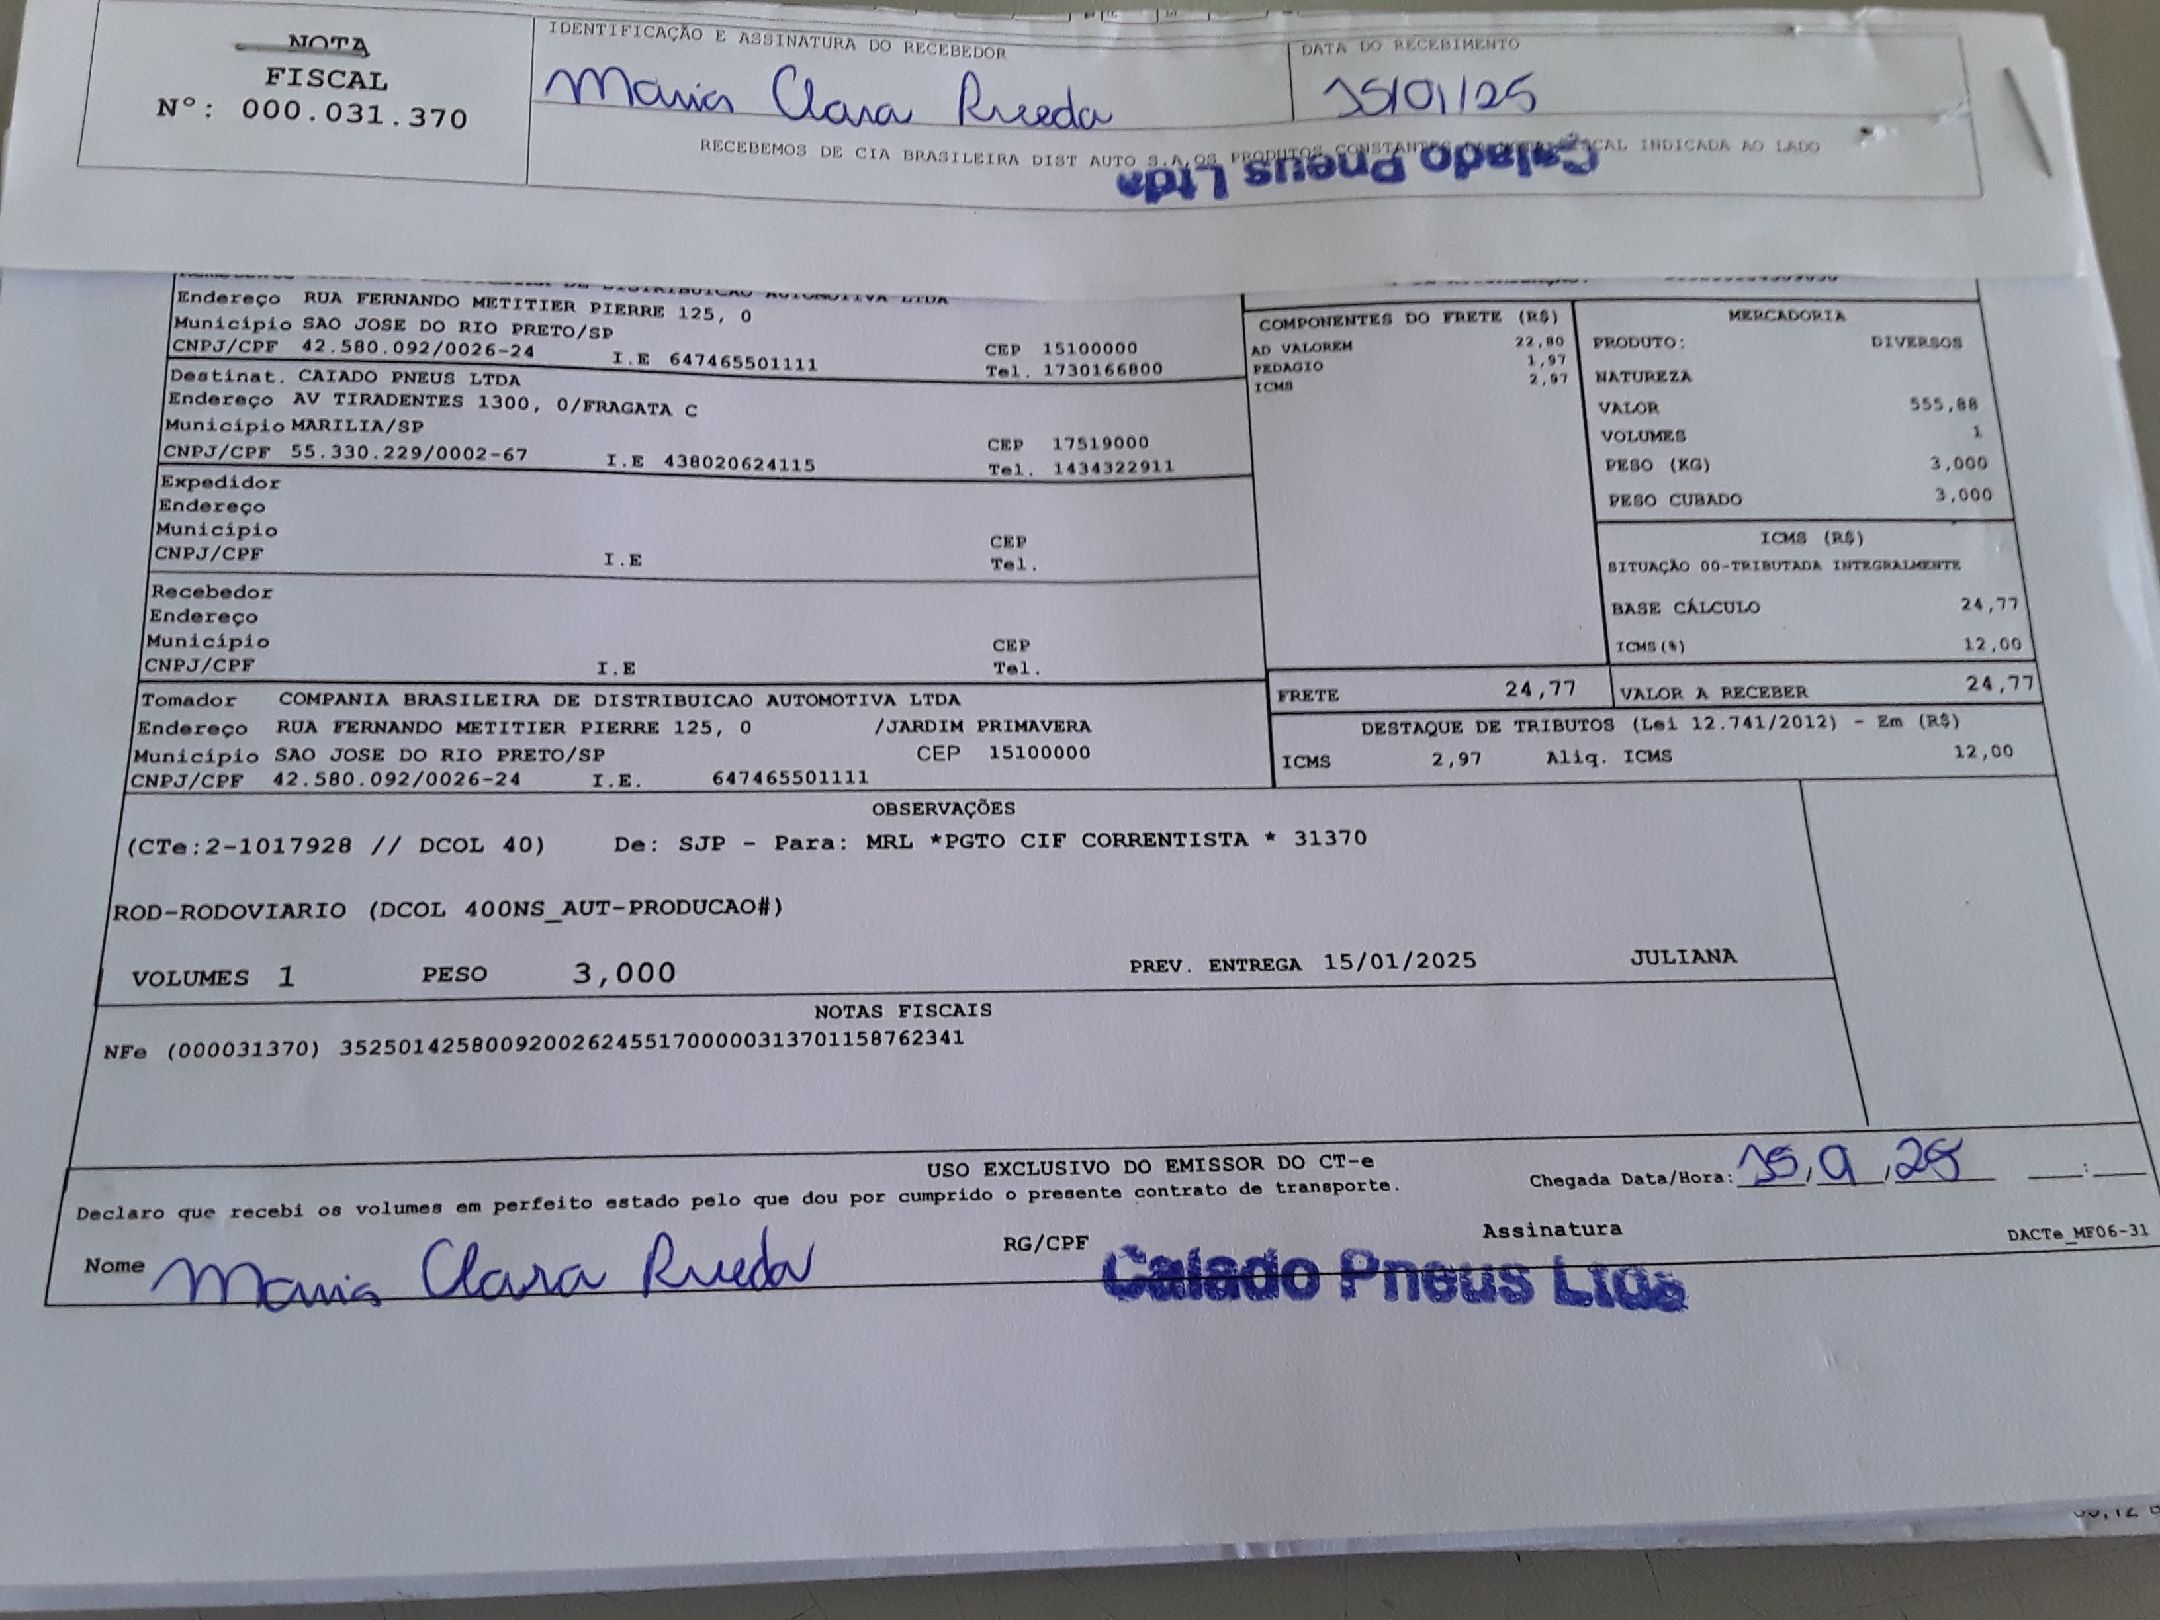 NOTA
FISCAL
Nº: 000.031.370
IDENTIFICAÇÃO E ASSINATURA DO RECEBEDOR
Maria Clara Rueda
DATA DO RECEBIMENTO
15/01/25
RECEBEMOS DE CIA BRASILEIRA DIST AUTO S.A,OS PRODUTOS CONSTANTES FISCAL INDICADA AO LADO
Caiado Pneus Ltda
DE DISTRIBUICAO AUTOMOTIVA LTDA
Endereço RUA FERNANDO METITIER PIERRE 125, 0
Município SAO JOSE DO RIO PRETO/SP
CEP 15100000
CNPJ/CPF 42.580.092/0026-24 I.E 647465501111 Tel. 1730166800
Destinat. CAIADO PNEUS LTDA
Endereço AV TIRADENTES 1300, 0/FRAGATA C
Município MARILIA/SP CEP 17519000
CNPJ/CPF 55.330.229/0002-67 I.E 438020624115 Tel. 1434322911
Expedidor
Endereço
Município CEP
CNPJ/CPF I.E Tel.
Recebedor
Endereço
Município CEP
CNPJ/CPF I.E Tel.
Tomador COMPANIA BRASILEIRA DE DISTRIBUICAO AUTOMOTIVA LTDA
Endereço RUA FERNANDO METITIER PIERRE 125, 0 /JARDIM PRIMAVERA
Município SAO JOSE DO RIO PRETO/SP CEP 15100000
CNPJ/CPF 42.580.092/0026-24 I.E. 647465501111
COMPONENTES DO FRETE (R$)
AD VALOREM 22,80
PEDAGIO 1,97
ICMS 2,97
MERCADORIA
PRODUTO: DIVERSOS
NATUREZA
VALOR 555,88
VOLUMES 1
PESO (KG) 3,000
PESO CUBADO 3,000
ICMS (R$)
SITUAÇÃO 00-TRIBUTADA INTEGRALMENTE
BASE CÁLCULO 24,77
ICMS(%) 12,00
FRETE 24,77 VALOR A RECEBER 24,77
DESTAQUE DE TRIBUTOS (Lei 12.741/2012) - Em (R$)
ICMS 2,97 Aliq. ICMS 12,00
OBSERVAÇÕES
(CTe:2-1017928 // DCOL 40) De: SJP - Para: MRL *PGTO CIF CORRENTISTA * 31370
ROD-RODOVIARIO (DCOL 400NS_AUT-PRODUCAO#)
VOLUMES 1 PESO 3,000 PREV. ENTREGA 15/01/2025 JULIANA
NOTAS FISCAIS
NFe (000031370) 35250142580092002624551700000313701158762341
USO EXCLUSIVO DO EMISSOR DO CT-e
Declaro que recebi os volumes em perfeito estado pelo que dou por cumprido o presente contrato de transporte.
Chegada Data/Hora: 15, 9 , 25 :
Nome Maria Clara Rueda RG/CPF Assinatura
DACTe_MF06-31
Caiado Pneus Ltda